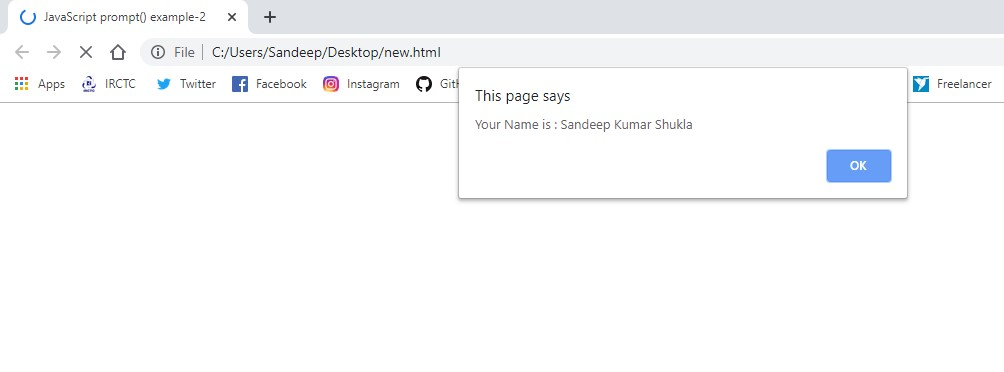 JavaScript prompt() example-2
File C:/Users/Sandeep/Desktop/new.html
Apps IRCTC Twitter Facebook Instagram Freelancer
This page says
Your Name is : Sandeep Kumar Shukla
OK